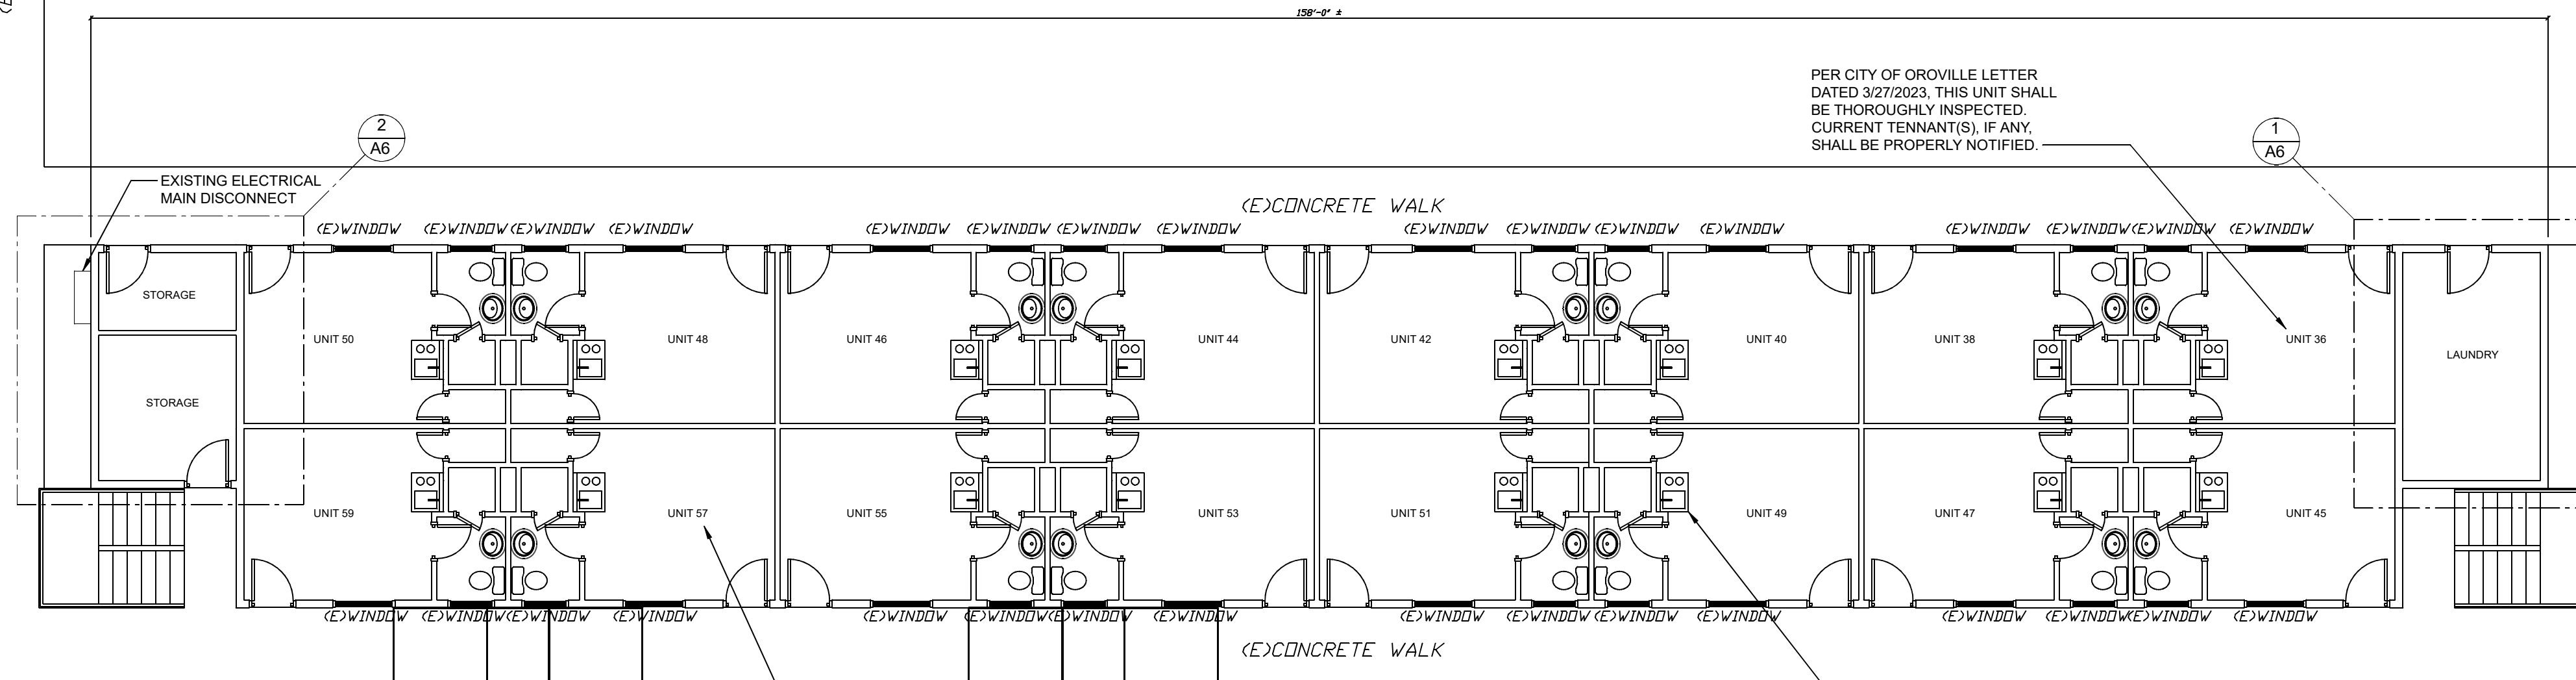 (E)
158'-0" ±
PER CITY OF OROVILLE LETTER
DATED 3/27/2023, THIS UNIT SHALL
BE THOROUGHLY INSPECTED.
CURRENT TENNANT(S), IF ANY,
SHALL BE PROPERLY NOTIFIED.
2
A6
1
A6
EXISTING ELECTRICAL
MAIN DISCONNECT
(E)CONCRETE WALK
(E)WINDOW (E)WINDOW (E)WINDOW (E)WINDOW (E)WINDOW (E)WINDOW (E)WINDOW (E)WINDOW (E)WINDOW (E)WINDOW (E)WINDOW (E)WINDOW (E)WINDOW (E)WINDOW (E)WINDOW (E)WINDOW
STORAGE
UNIT 50 UNIT 48 UNIT 46 UNIT 44 UNIT 42 UNIT 40 UNIT 38 UNIT 36
LAUNDRY
STORAGE
UNIT 59 UNIT 57 UNIT 55 UNIT 53 UNIT 51 UNIT 49 UNIT 47 UNIT 45
(E)WINDOW (E)WINDOW (E)WINDOW (E)WINDOW (E)WINDOW (E)WINDOW (E)WINDOW (E)WINDOW (E)WINDOW (E)WINDOW (E)WINDOW (E)WINDOW (E)WINDOW (E)WINDOW (E)WINDOW (E)WINDOW
(E)CONCRETE WALK